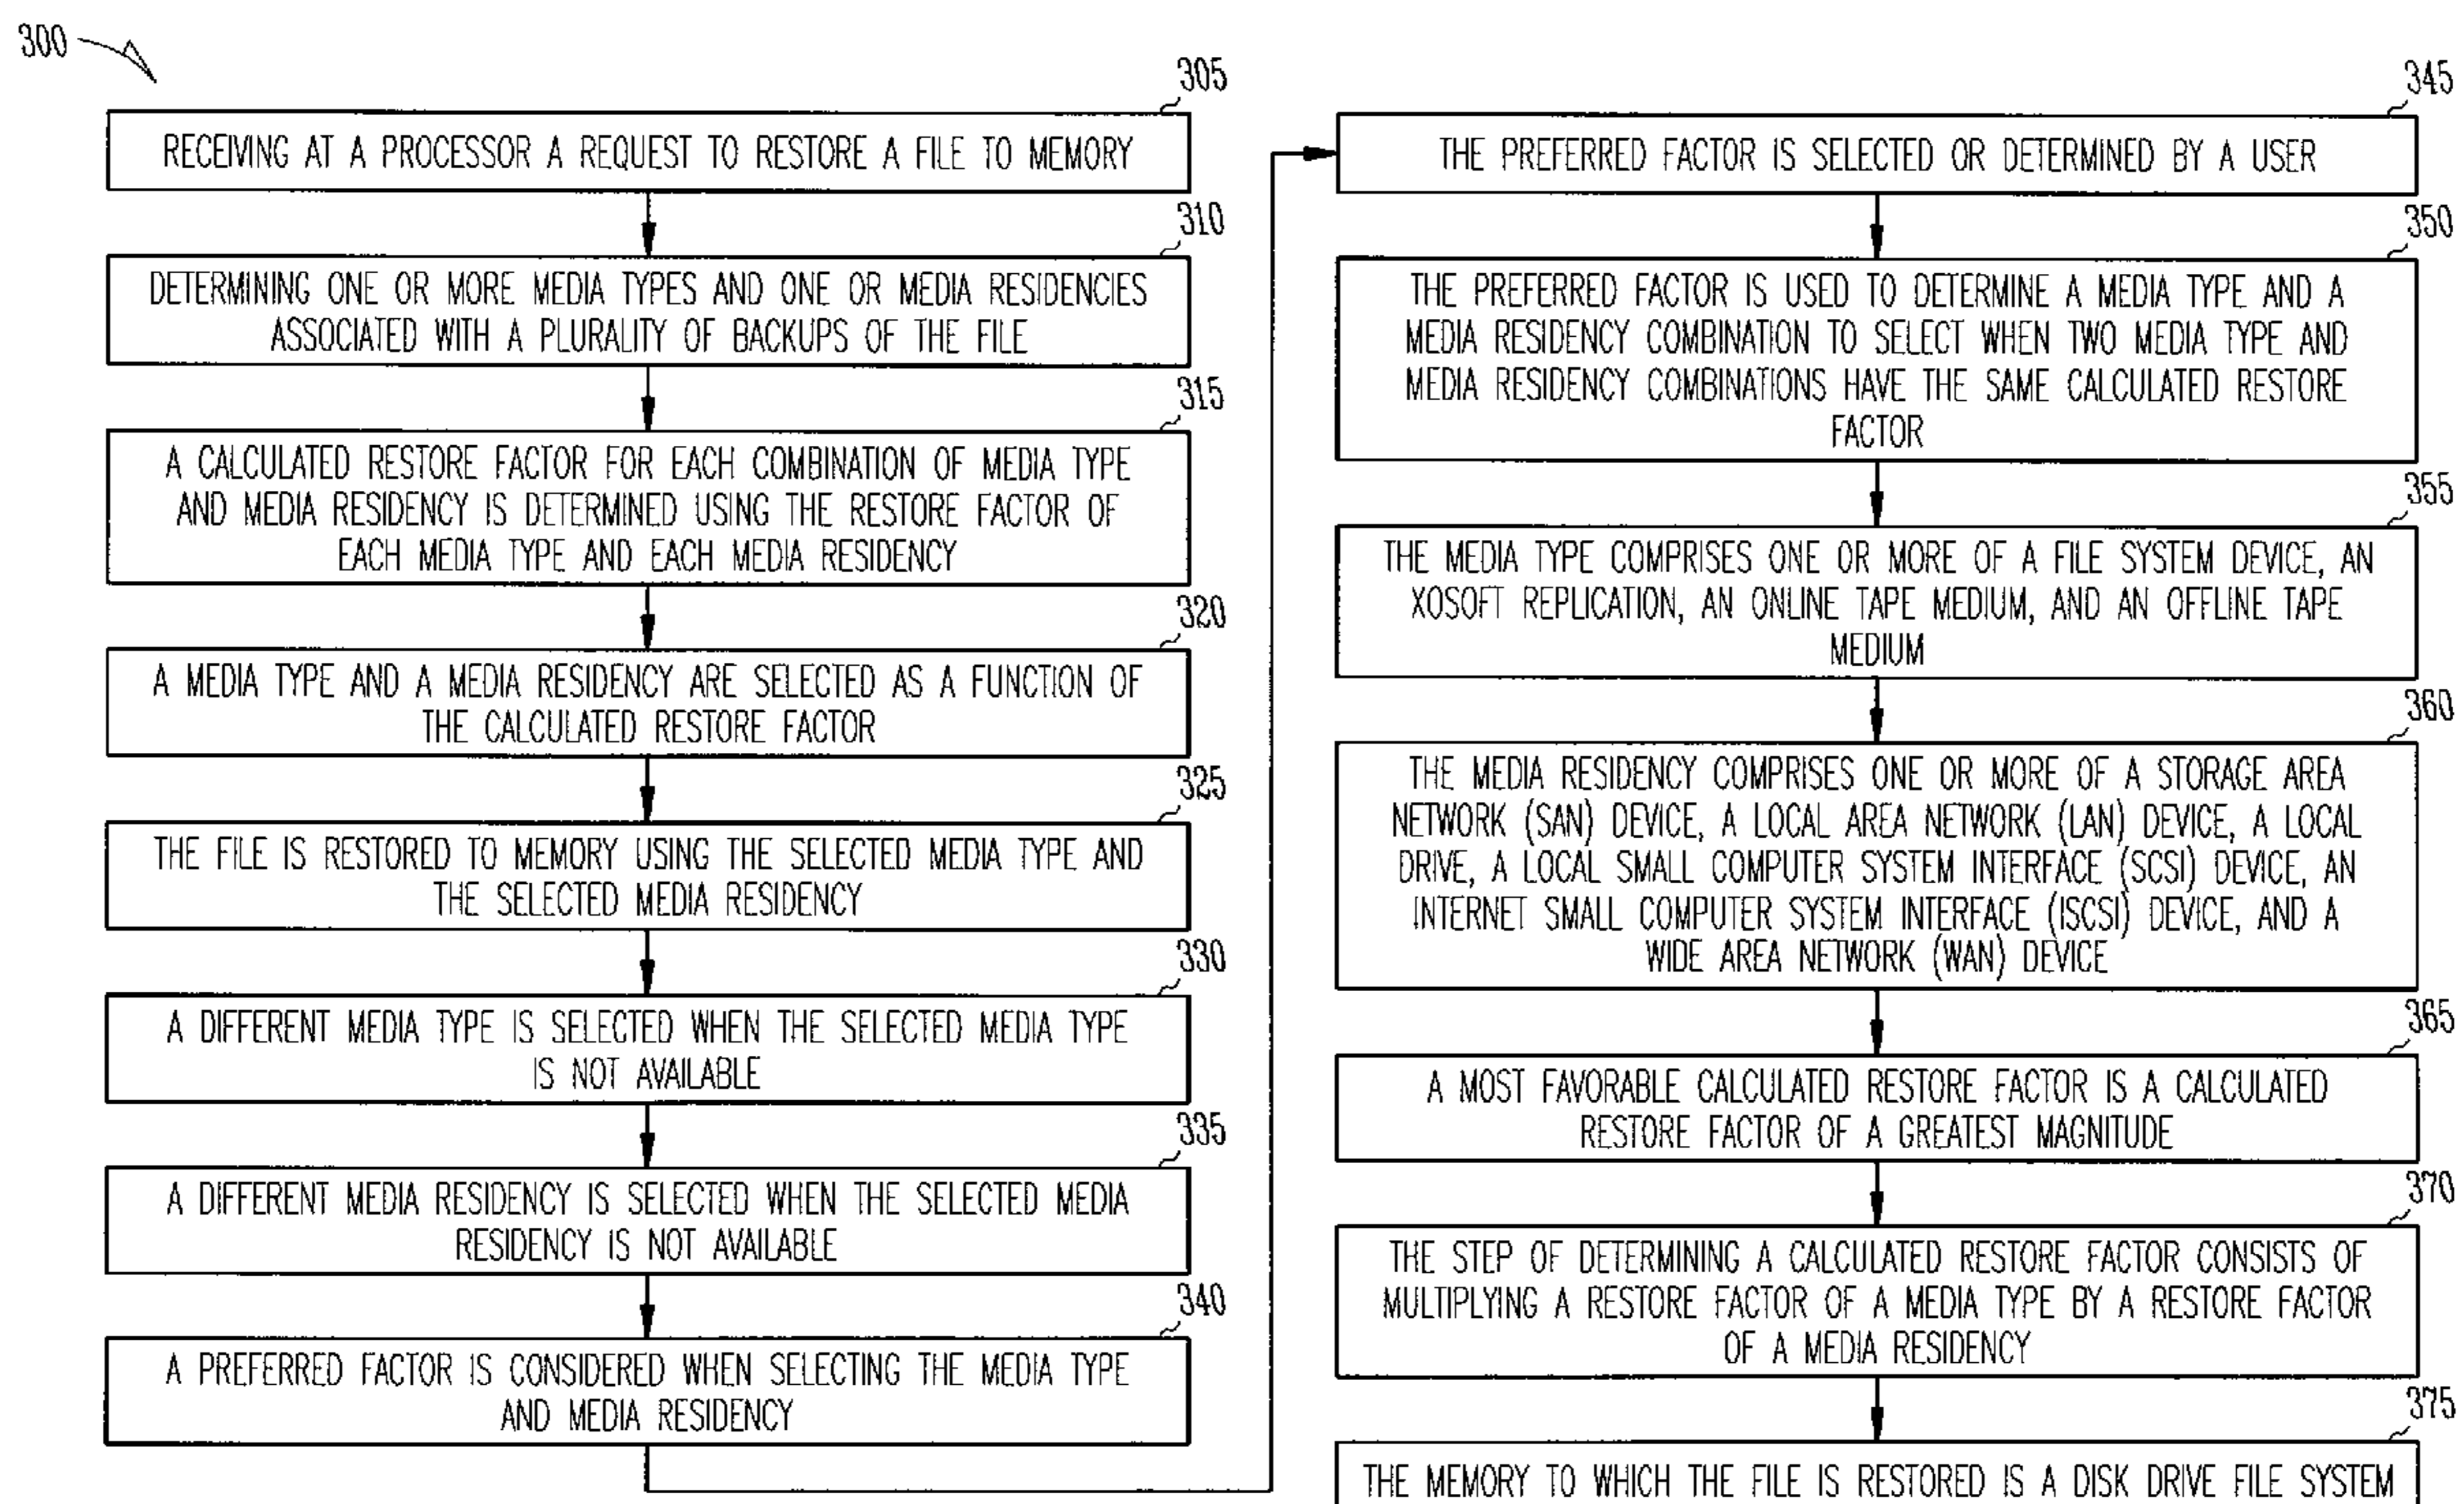 300
305
RECEIVING AT A PROCESSOR A REQUEST TO RESTORE A FILE TO MEMORY
310
DETERMINING ONE OR MORE MEDIA TYPES AND ONE OR MEDIA RESIDENCIES
ASSOCIATED WITH A PLURALITY OF BACKUPS OF THE FILE
315
A CALCULATED RESTORE FACTOR FOR EACH COMBINATION OF MEDIA TYPE
AND MEDIA RESIDENCY IS DETERMINED USING THE RESTORE FACTOR OF
EACH MEDIA TYPE AND EACH MEDIA RESIDENCY
320
A MEDIA TYPE AND A MEDIA RESIDENCY ARE SELECTED AS A FUNCTION OF
THE CALCULATED RESTORE FACTOR
325
THE FILE IS RESTORED TO MEMORY USING THE SELECTED MEDIA TYPE AND
THE SELECTED MEDIA RESIDENCY
330
A DIFFERENT MEDIA TYPE IS SELECTED WHEN THE SELECTED MEDIA TYPE
IS NOT AVAILABLE
335
A DIFFERENT MEDIA RESIDENCY IS SELECTED WHEN THE SELECTED MEDIA
RESIDENCY IS NOT AVAILABLE
340
A PREFERRED FACTOR IS CONSIDERED WHEN SELECTING THE MEDIA TYPE
AND MEDIA RESIDENCY
345
THE PREFERRED FACTOR IS SELECTED OR DETERMINED BY A USER
350
THE PREFERRED FACTOR IS USED TO DETERMINE A MEDIA TYPE AND A
MEDIA RESIDENCY COMBINATION TO SELECT WHEN TWO MEDIA TYPE AND
MEDIA RESIDENCY COMBINATIONS HAVE THE SAME CALCULATED RESTORE
FACTOR
355
THE MEDIA TYPE COMPRISES ONE OR MORE OF A FILE SYSTEM DEVICE, AN
XOSOFT REPLICATION, AN ONLINE TAPE MEDIUM, AND AN OFFLINE TAPE
MEDIUM
360
THE MEDIA RESIDENCY COMPRISES ONE OR MORE OF A STORAGE AREA
NETWORK (SAN) DEVICE, A LOCAL AREA NETWORK (LAN) DEVICE, A LOCAL
DRIVE, A LOCAL SMALL COMPUTER SYSTEM INTERFACE (SCSI) DEVICE, AN
INTERNET SMALL COMPUTER SYSTEM INTERFACE (ISCSI) DEVICE, AND A
WIDE AREA NETWORK (WAN) DEVICE
365
A MOST FAVORABLE CALCULATED RESTORE FACTOR IS A CALCULATED
RESTORE FACTOR OF A GREATEST MAGNITUDE
370
THE STEP OF DETERMINING A CALCULATED RESTORE FACTOR CONSISTS OF
MULTIPLYING A RESTORE FACTOR OF A MEDIA TYPE BY A RESTORE FACTOR
OF A MEDIA RESIDENCY
375
THE MEMORY TO WHICH THE FILE IS RESTORED IS A DISK DRIVE FILE SYSTEM